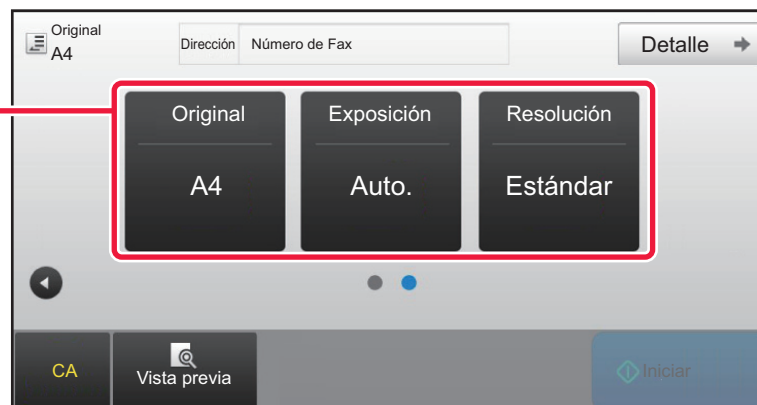 Original
A4
Dirección Número de Fax
Detalle
Original Exposición Resolución
A4 Auto. Estándar
CA
Vista previa
Iniciar